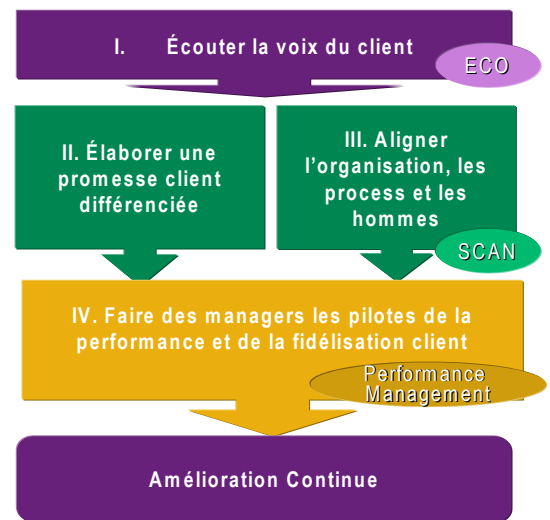 I. Écouter la voix du client
ECO
II. Élaborer une
promesse client
différenciée
III. Aligner
l'organisation, les
process et les
hommes
SCAN
IV. Faire des managers les pilotes de la
performance et de la fidélisation client
Performance
Management
Amélioration Continue